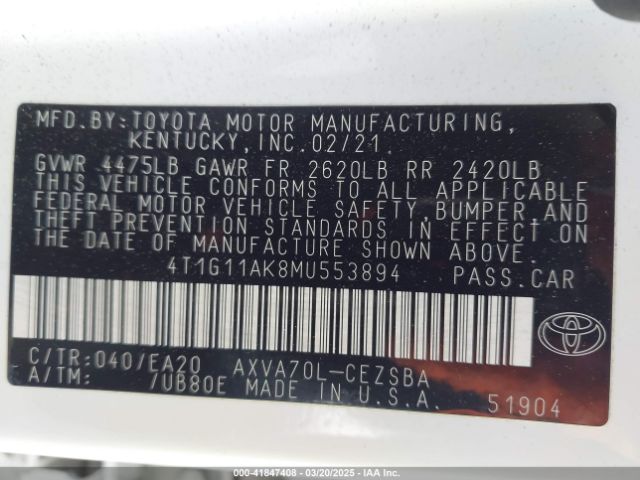 MFD. BY: TOYOTA MOTOR MANUFACTURING,
KENTUCKY, INC. 02/21.
GVWR 4475LB GAWR FR 2620LB RR 2420LB
THIS VEHICLE CONFORMS TO ALL APPLICABLE
FEDERAL MOTOR VEHICLE SAFETY, BUMPER, AND
THEFT PREVENTION STANDARDS IN EFFECT ON
THE DATE OF MANUFACTURE SHOWN ABOVE.
4T1G11AK8MU553894 PASS. CAR
C/TR: 040/EA20 AXVA70L-CEZSBA
A/TM: /UB80E MADE IN U.S.A. 51904
000-41847408 | 03/20/2025 | IAA Inc.